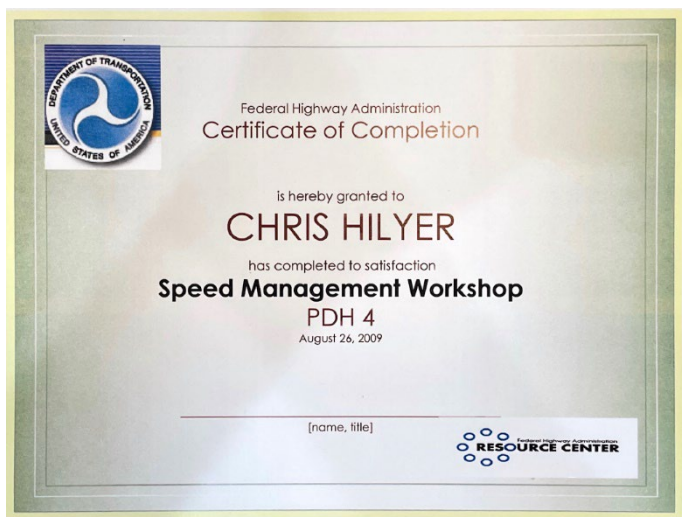 DEPARTMENT OF TRANSPORTATION
UNITED STATES OF AMERICA
Federal Highway Administration
Certificate of Completion
is hereby granted to
CHRIS HILYER
has completed to satisfaction
Speed Management Workshop
PDH 4
August 26, 2009
[name, title]
Federal Highway Administration
RESOURCE CENTER